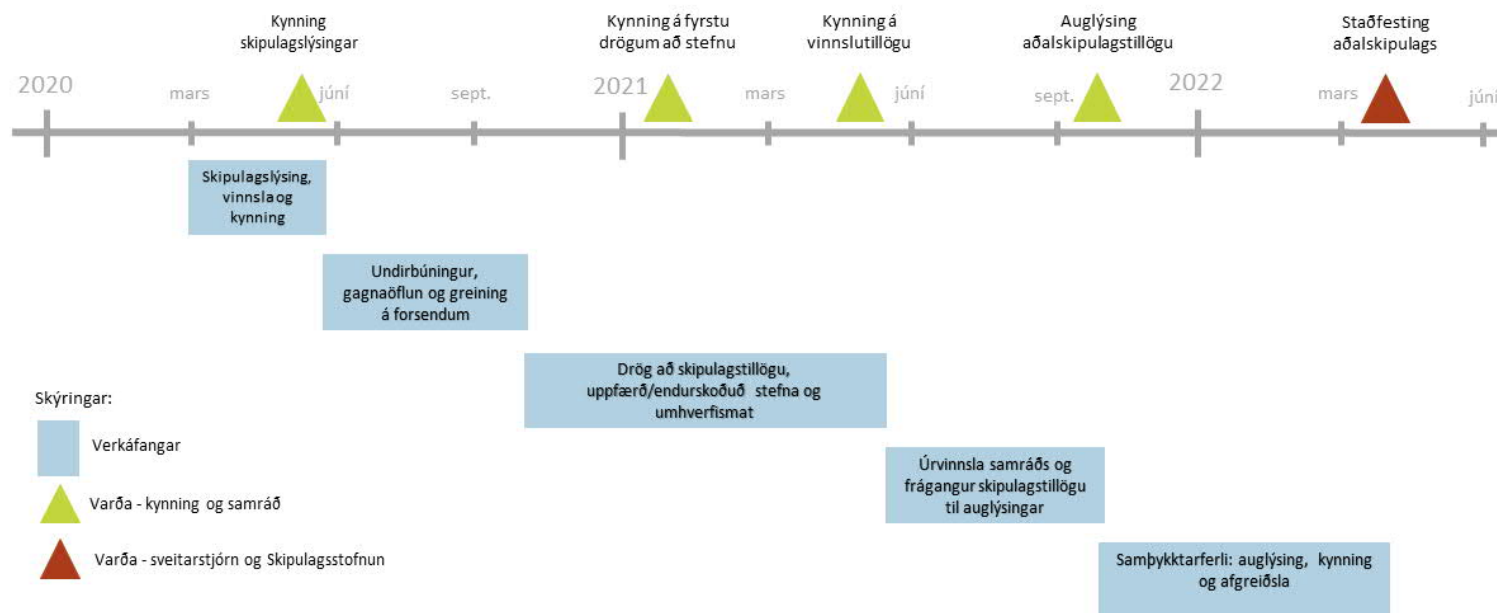 Kynning
skipulagslýsingar
Kynning á fyrstu
drögum að stefnu
Kynning á
vinnslutillögu
Auglýsing
aðalskipulagstillögu
Staðfesting
aðalskipulags
2020
mars
júní
sept.
2021
mars
júní
sept.
2022
mars
júní
Skipulagslýsing,
vinnsla og
kynning
Undirbúningur,
gagnaöflun og greining
á forsendum
Drög að skipulagstillögu,
uppfærð/endurskoðuð stefna og
umhverfismat
Úrvinnsla samráðs og
frágangur skipulagstillögu
til auglýsingar
Samþykktarferli: auglýsing, kynning
og afgreiðsla
Skýringar:
Verkáfangar
Varða - kynning og samráð
Varða - sveitarstjórn og Skipulagsstofnun